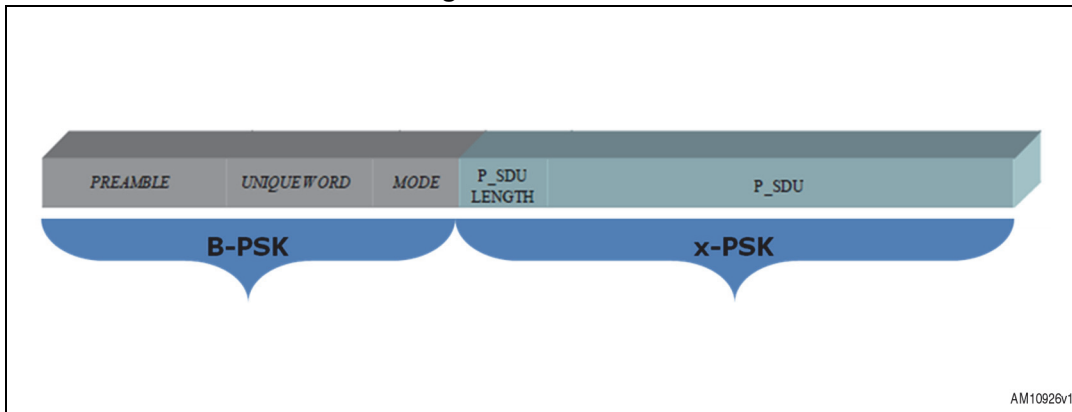 PREAMBLE UNIQUEWORD MODE P_SDU LENGTH P_SDU
B-PSK x-PSK
AM10926v1